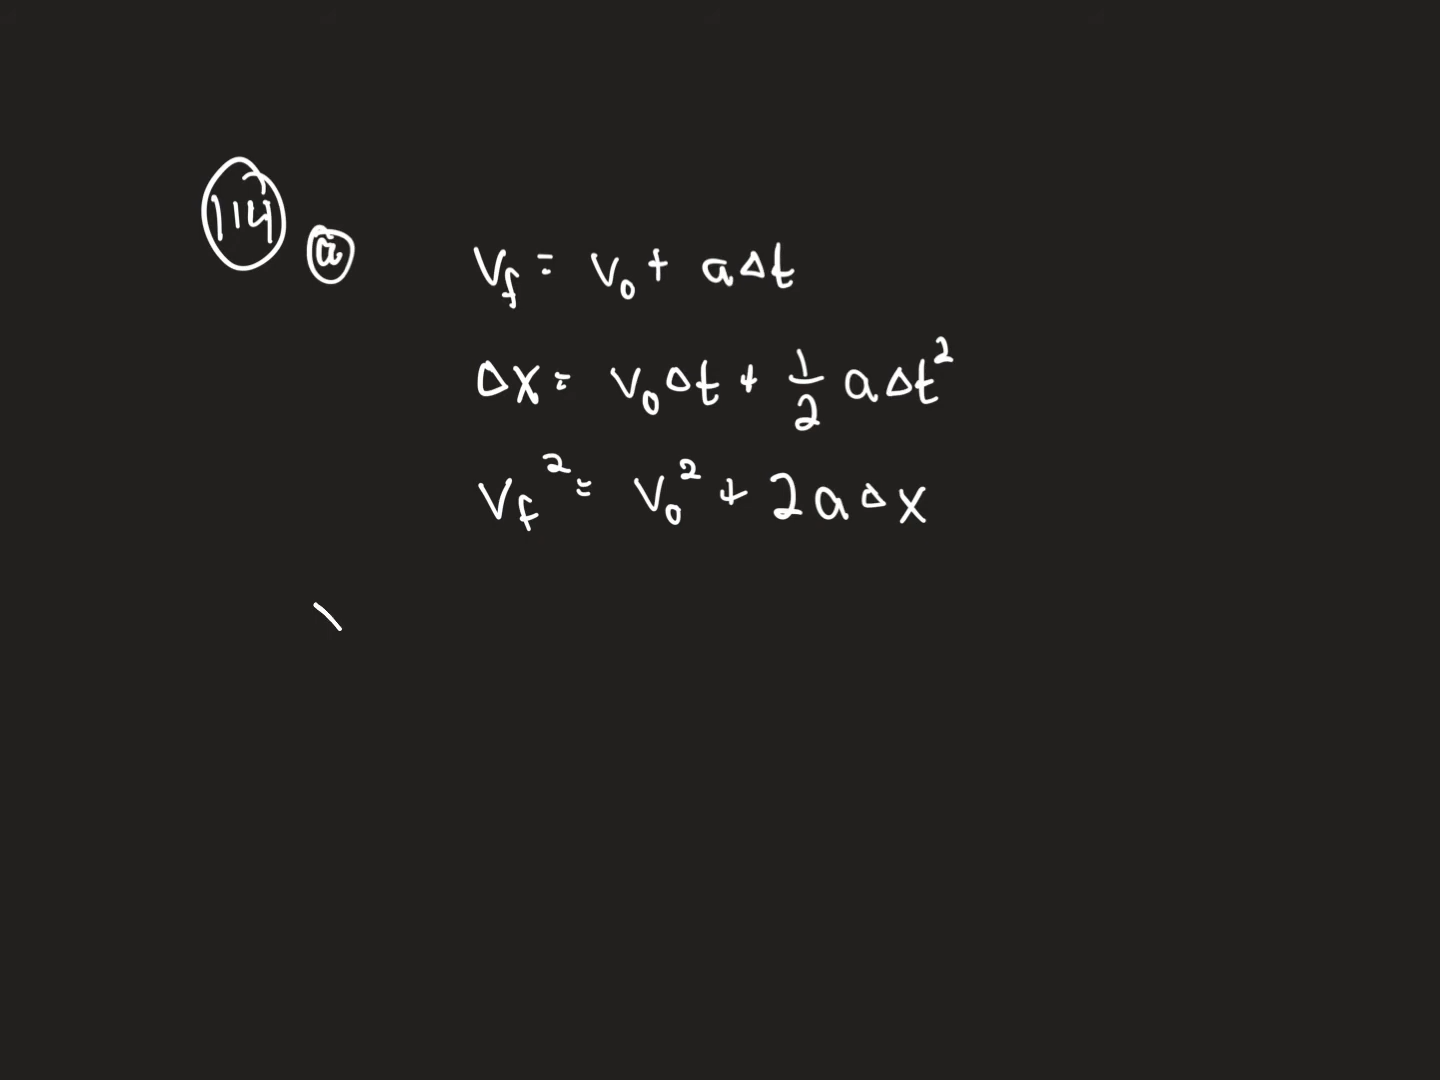 114
a
Vf = V₀ + aΔt
Δx = V₀Δt + 1/2 aΔt²
Vf² = V₀² + 2aΔx